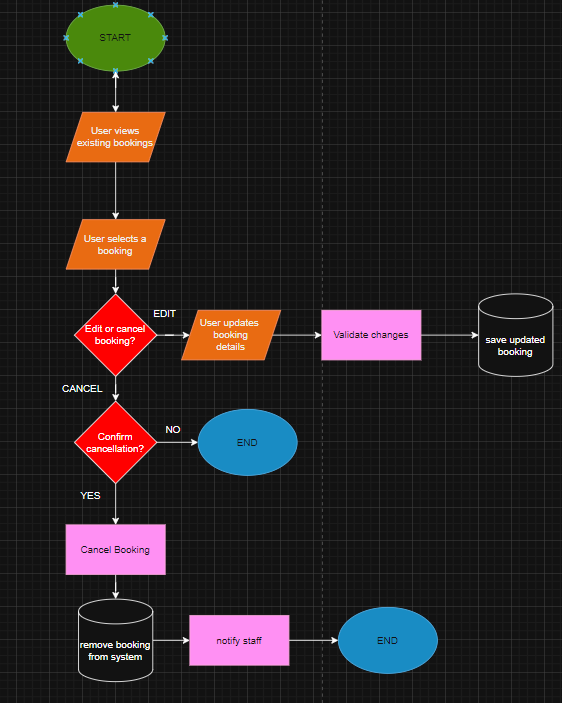 START
User views
existing bookings
User selects a
booking
Edit or cancel
booking?
EDIT
User updates
booking
details
Validate changes
save updated
booking
CANCEL
Confirm
cancellation?
NO
END
YES
Cancel Booking
remove booking
from system
notify staff
END